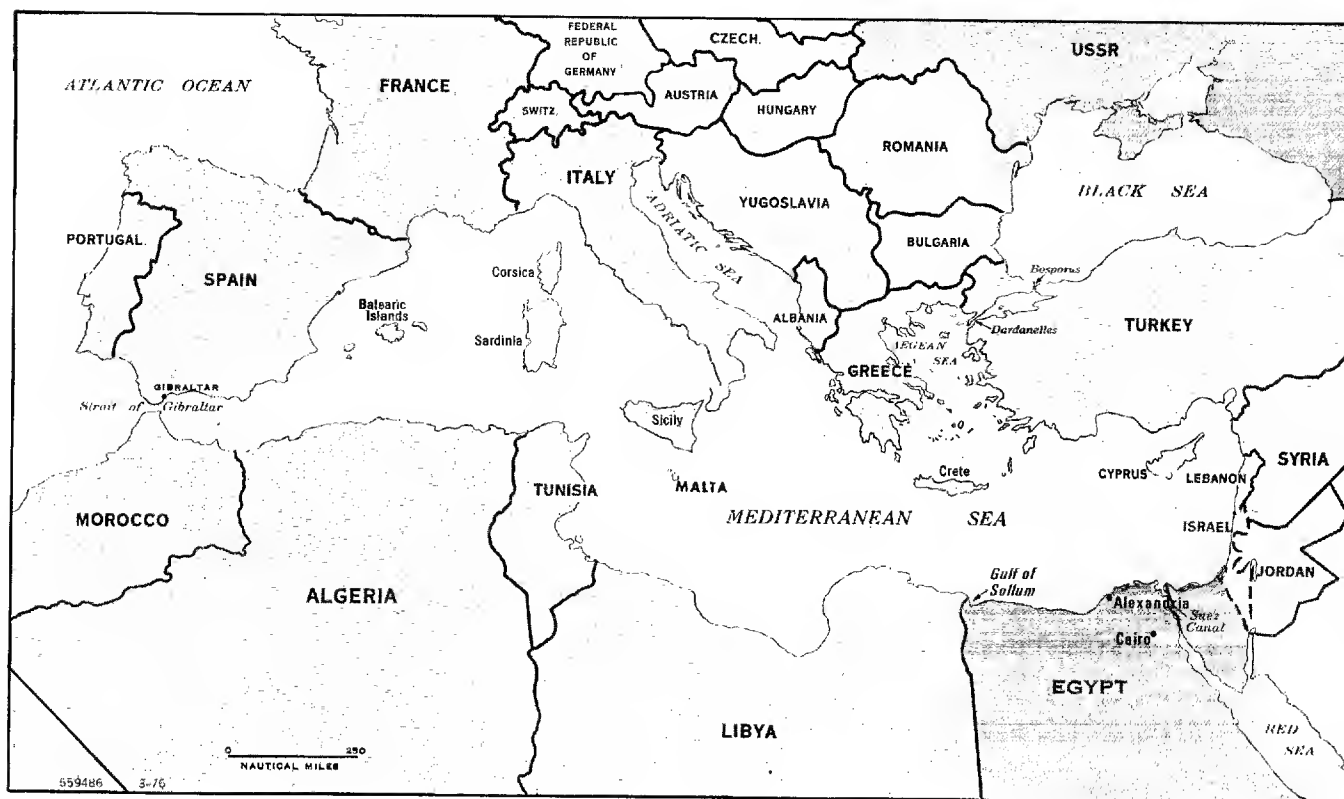 FEDERAL
REPUBLIC
OF
GERMANY
CZECH.
USSR
ATLANTIC OCEAN
FRANCE
AUSTRIA
HUNGARY
SWITZ.
ROMANIA
ITALY
BLACK SEA
YUGOSLAVIA
ADRIATIC SEA
PORTUGAL
BULGARIA
SPAIN
Corsica
Bosporus
Balearic
Islands
ALBANIA
TURKEY
Dardanelles
Sardinia
AEGEAN
SEA
GREECE
GIBRALTAR
Strait of Gibraltar
Sicily
SYRIA
Crete
CYPRUS
LEBANON
TUNISIA
MALTA
MOROCCO
MEDITERRANEAN SEA
ISRAEL
JORDAN
Gulf of
Sollum
ALGERIA
Alexandria
Suez
Canal
Cairo
EGYPT
LIBYA
RED
SEA
0 250
NAUTICAL MILES
559486 3-76